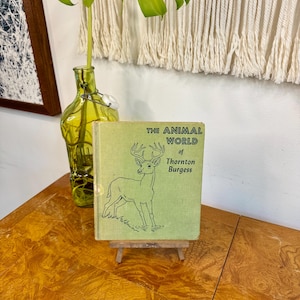 THE ANIMAL
WORLD
of
Thornton
Burgess